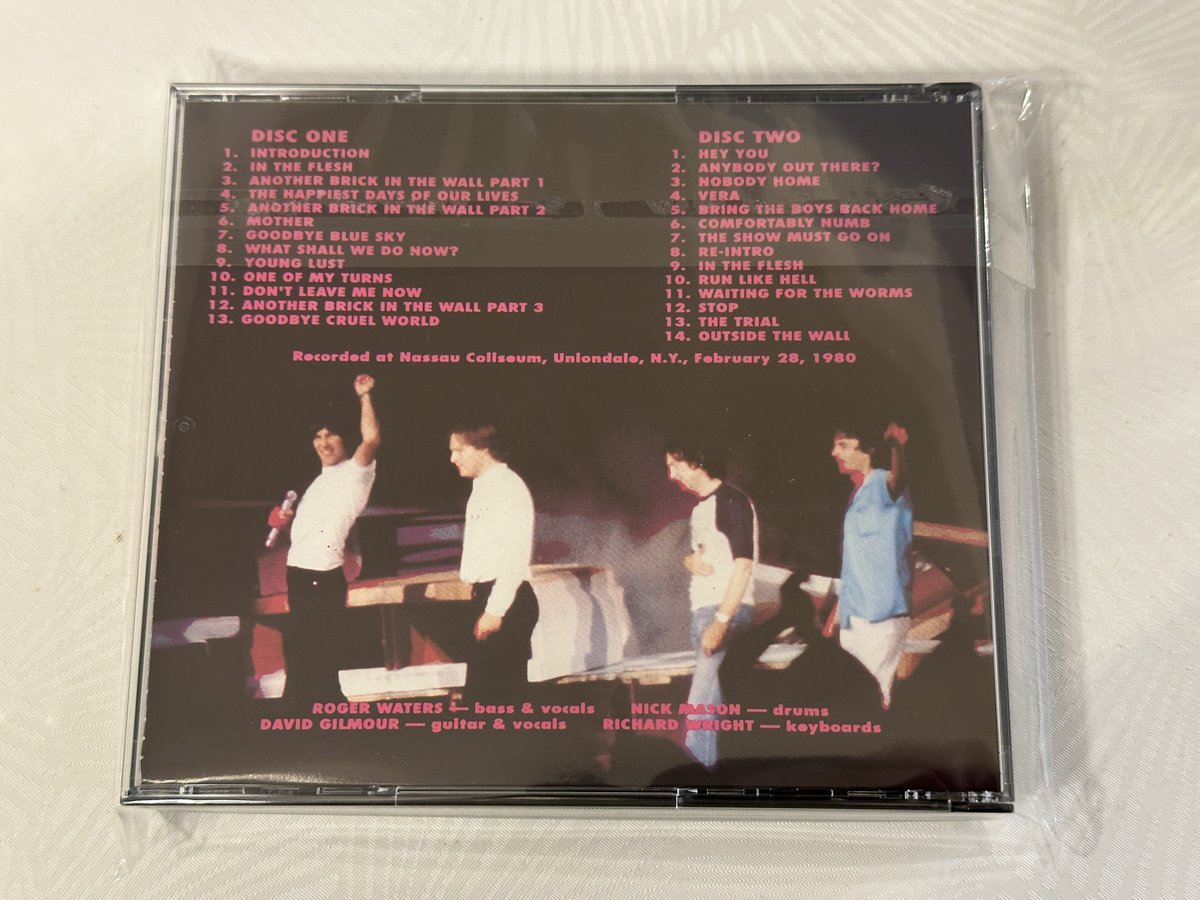 DISC ONE
1. INTRODUCTION
2. IN THE FLESH
3. ANOTHER BRICK IN THE WALL PART 1
4. THE HAPPIEST DAYS OF OUR LIVES
5. ANOTHER BRICK IN THE WALL PART 2
6. MOTHER
7. GOODBYE BLUE SKY
8. WHAT SHALL WE DO NOW?
9. YOUNG LUST
10. ONE OF MY TURNS
11. DON'T LEAVE ME NOW
12. ANOTHER BRICK IN THE WALL PART 3
13. GOODBYE CRUEL WORLD
DISC TWO
1. HEY YOU
2. ANYBODY OUT THERE?
3. NOBODY HOME
4. VERA
5. BRING THE BOYS BACK HOME
6. COMFORTABLY NUMB
7. THE SHOW MUST GO ON
8. RE-INTRO
9. IN THE FLESH
10. RUN LIKE HELL
11. WAITING FOR THE WORMS
12. STOP
13. THE TRIAL
14. OUTSIDE THE WALL
Recorded at Nassau Coliseum, Uniondale, N.Y., February 28, 1980
ROGER WATERS — bass & vocals NICK MASON — drums
DAVID GILMOUR — guitar & vocals RICHARD WRIGHT — keyboards